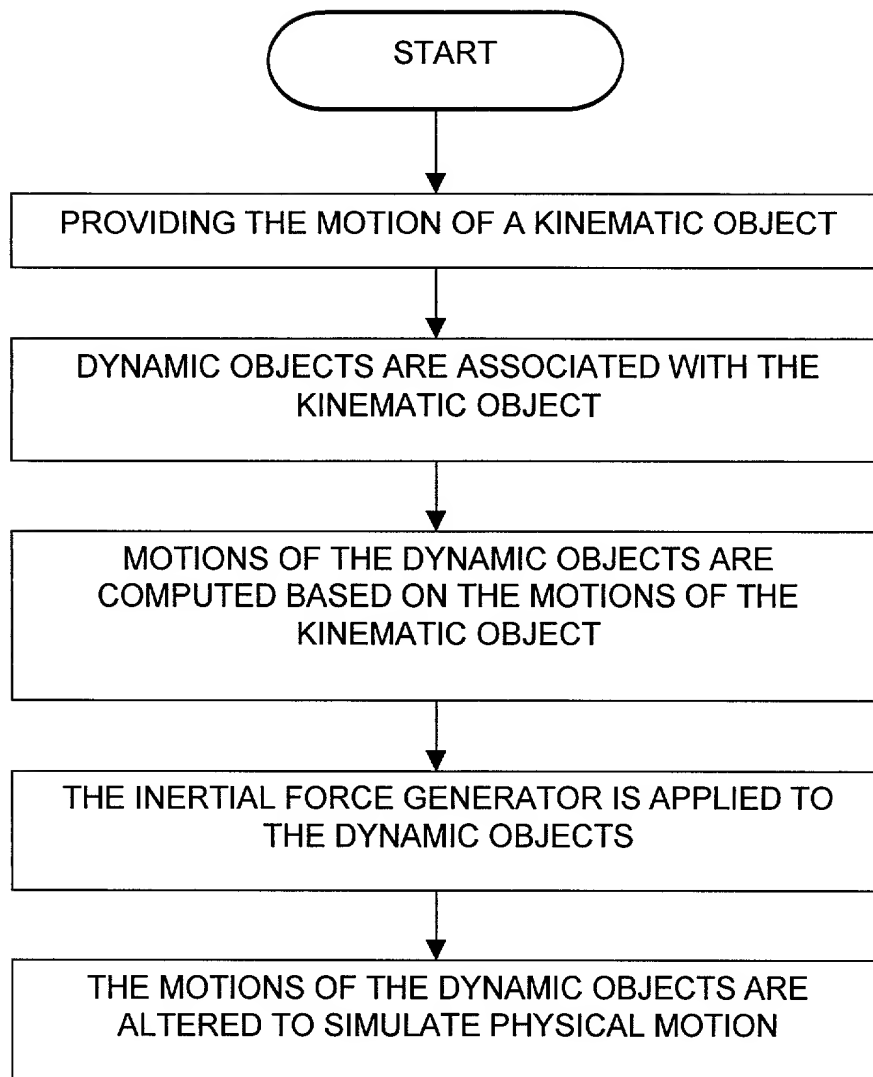 START
PROVIDING THE MOTION OF A KINEMATIC OBJECT
DYNAMIC OBJECTS ARE ASSOCIATED WITH THE
KINEMATIC OBJECT
MOTIONS OF THE DYNAMIC OBJECTS ARE
COMPUTED BASED ON THE MOTIONS OF THE
KINEMATIC OBJECT
THE INERTIAL FORCE GENERATOR IS APPLIED TO
THE DYNAMIC OBJECTS
THE MOTIONS OF THE DYNAMIC OBJECTS ARE
ALTERED TO SIMULATE PHYSICAL MOTION